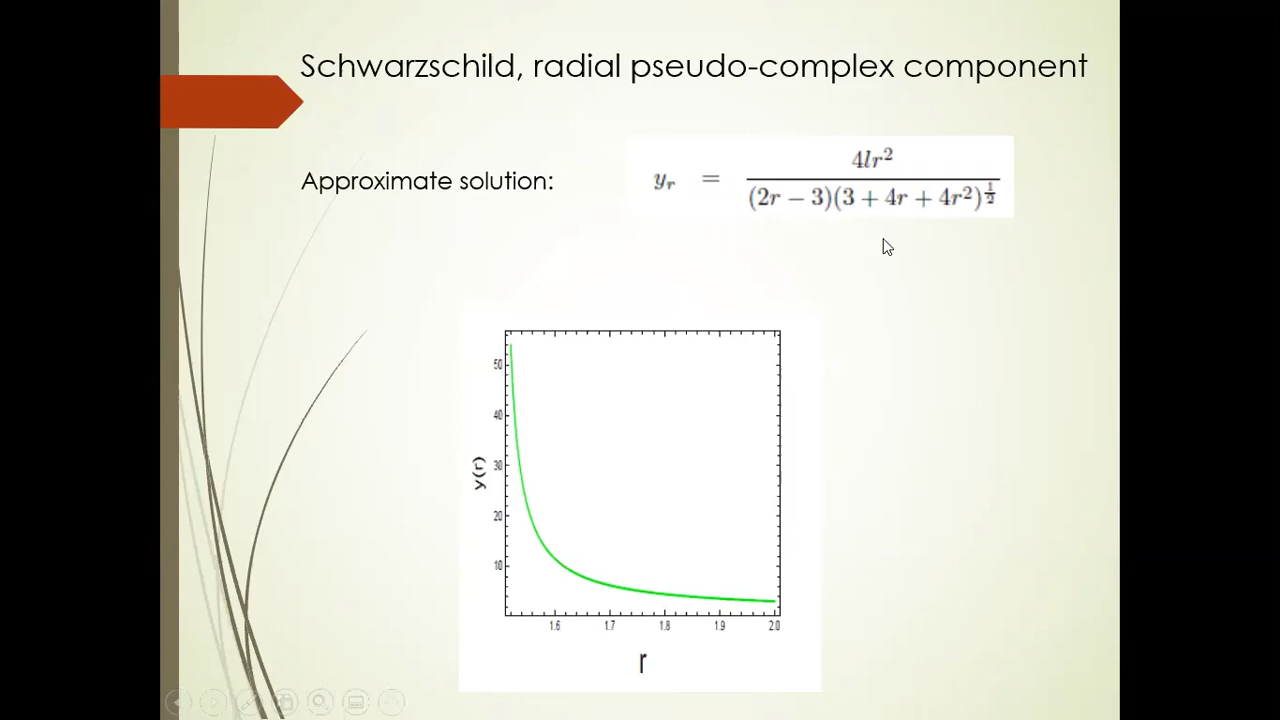 Schwarzschild, radial pseudo-complex component
Approximate solution:
y_r = 4lr^2 / (2r − 3)(3 + 4r + 4r^2)^{1/2}
50
40
30
20
10
y(r)
1.6 1.7 1.8 1.9 2.0
r